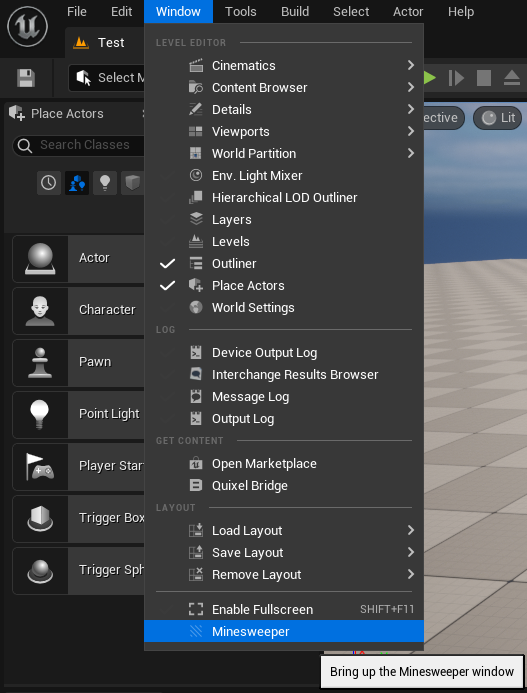 File Edit Window Tools Build Select Actor Help
Test
Select M
Place Actors
Search Classes
ective Lit
Actor
Character
Pawn
Point Light
Player Star
Trigger Box
Trigger Sph
LEVEL EDITOR
Cinematics
Content Browser
Details
Viewports
World Partition
Env. Light Mixer
Hierarchical LOD Outliner
Layers
Levels
Outliner
Place Actors
World Settings
LOG
Device Output Log
Interchange Results Browser
Message Log
Output Log
GET CONTENT
Open Marketplace
Quixel Bridge
LAYOUT
Load Layout
Save Layout
Remove Layout
Enable Fullscreen SHIFT+F11
Minesweeper
Bring up the Minesweeper window